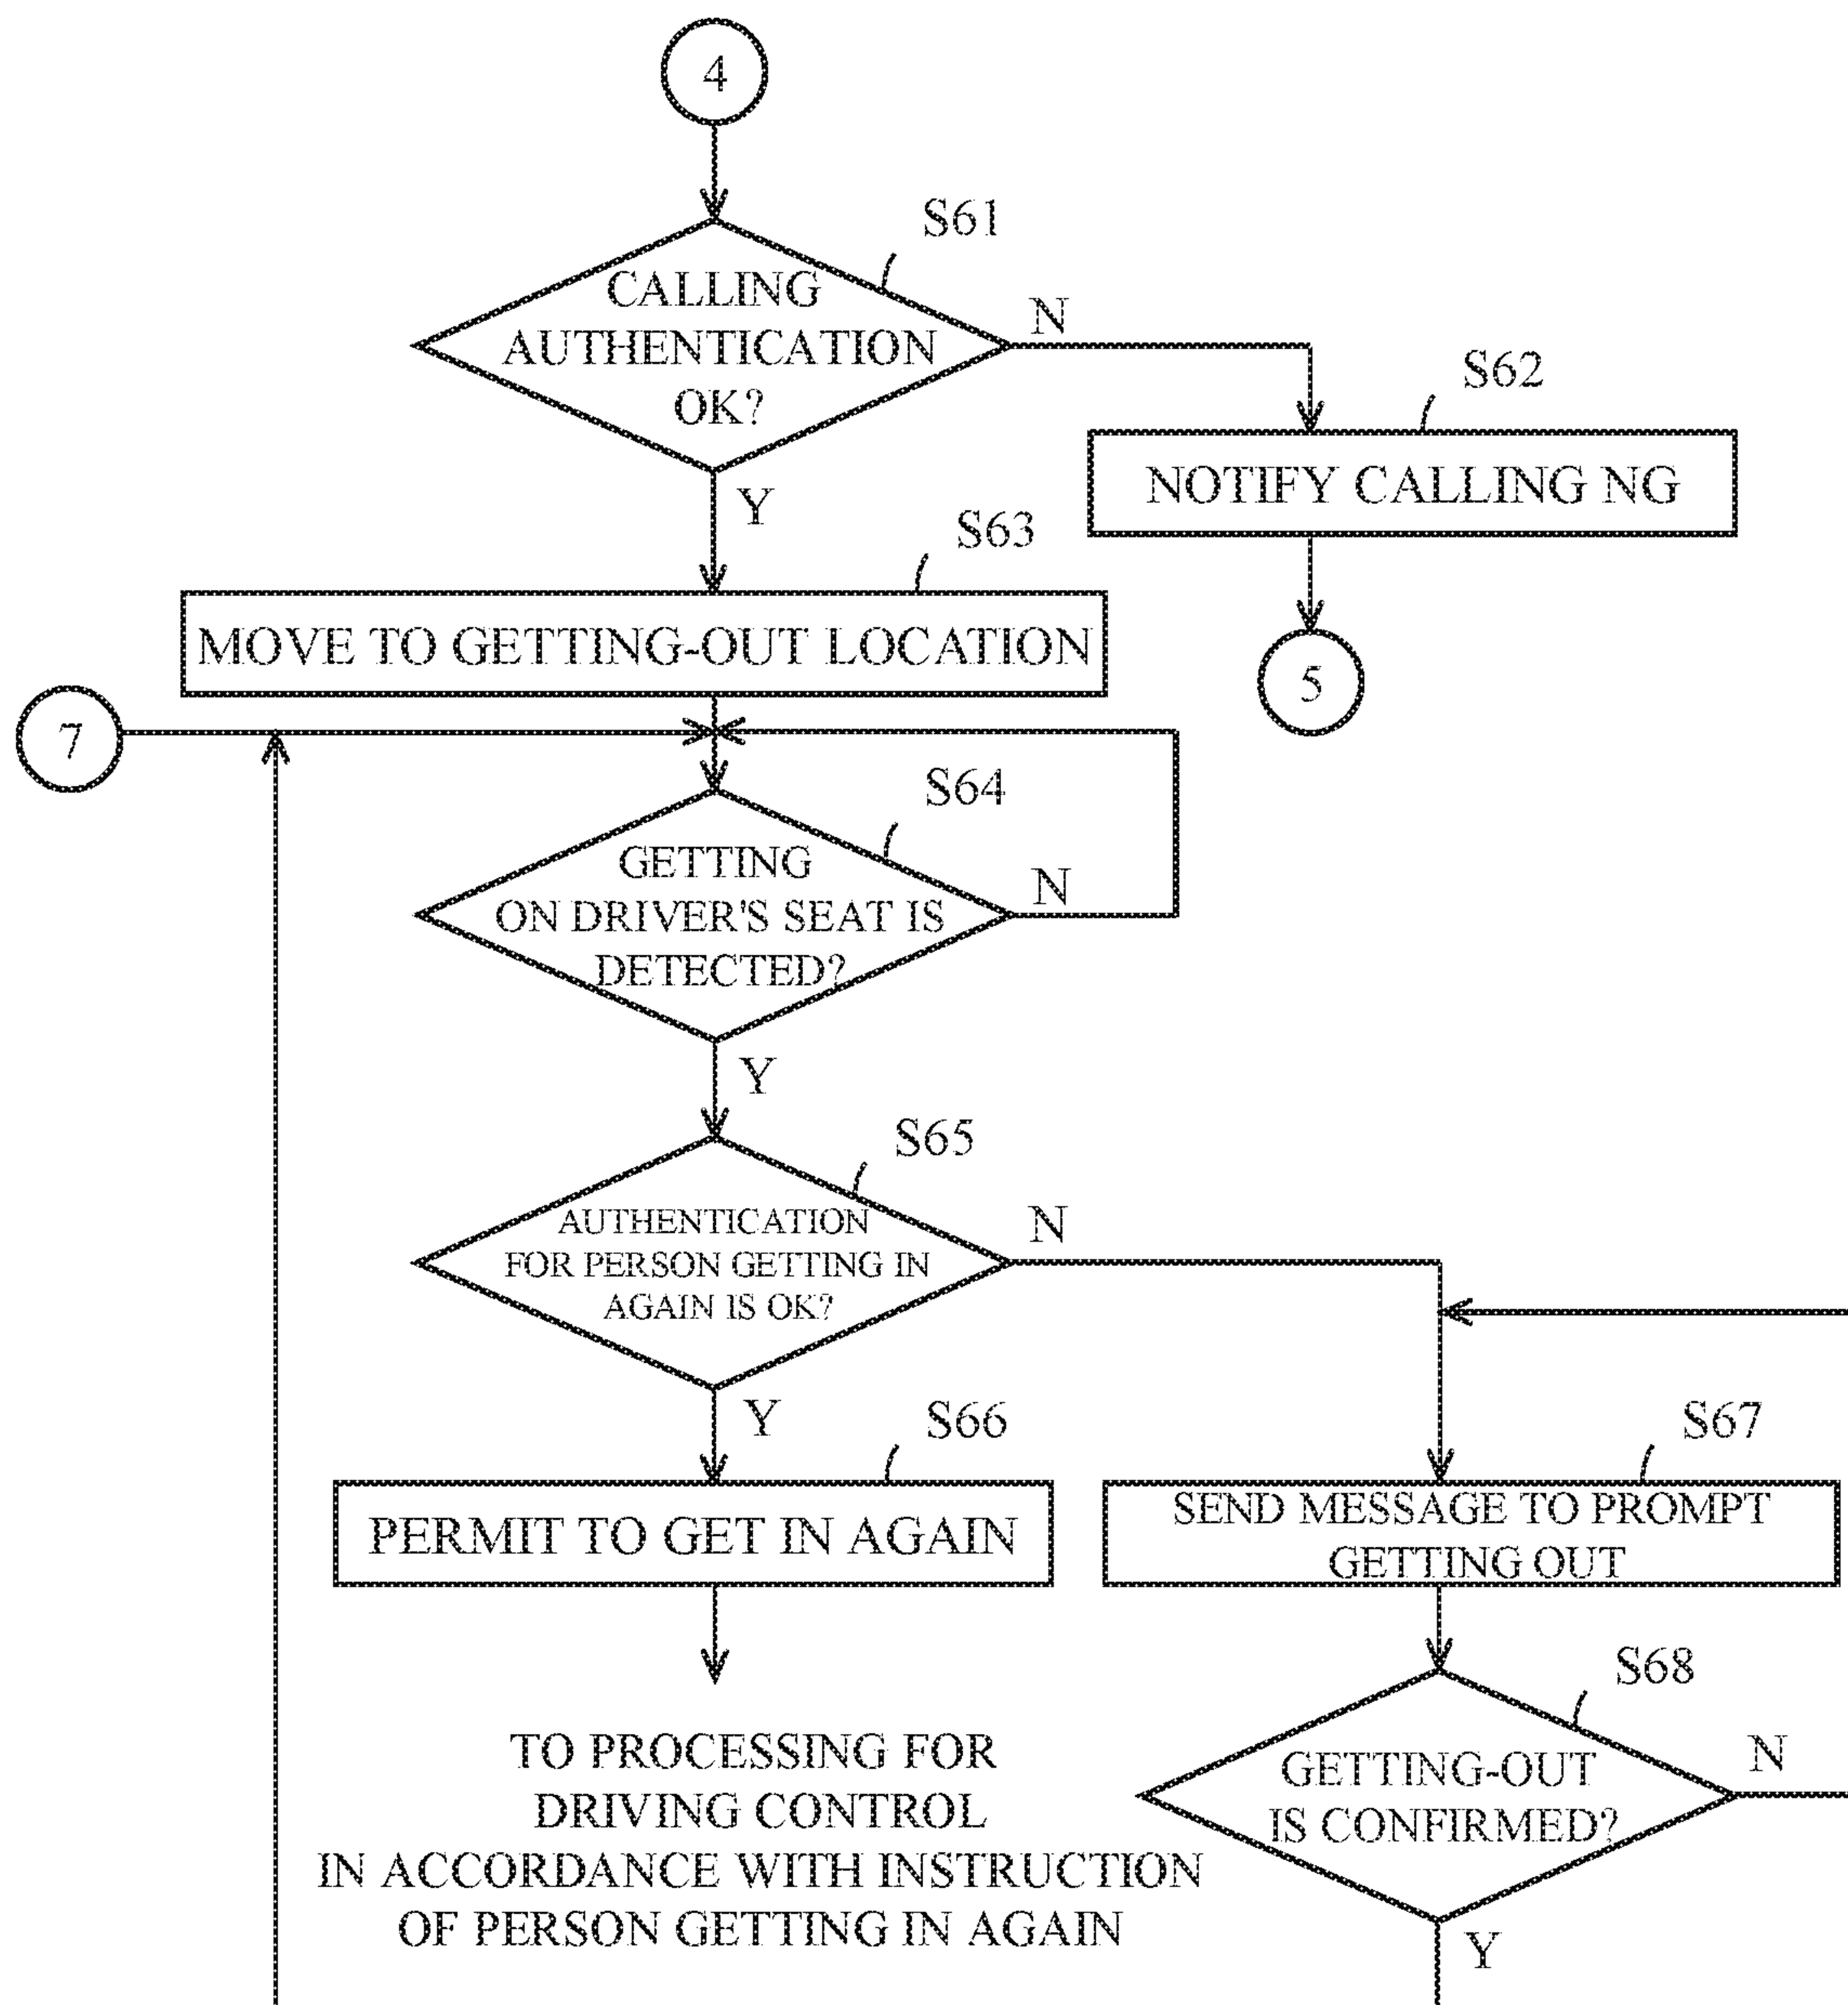 4
S61
CALLING
AUTHENTICATION
OK?
N
S62
NOTIFY CALLING NG
Y
S63
MOVE TO GETTING-OUT LOCATION
5
7
S64
GETTING
ON DRIVER'S SEAT IS
DETECTED?
N
Y
S65
AUTHENTICATION
FOR PERSON GETTING IN
AGAIN IS OK?
N
Y
S66
PERMIT TO GET IN AGAIN
S67
SEND MESSAGE TO PROMPT
GETTING OUT
S68
GETTING-OUT
IS CONFIRMED?
N
Y
TO PROCESSING FOR
DRIVING CONTROL
IN ACCORDANCE WITH INSTRUCTION
OF PERSON GETTING IN AGAIN